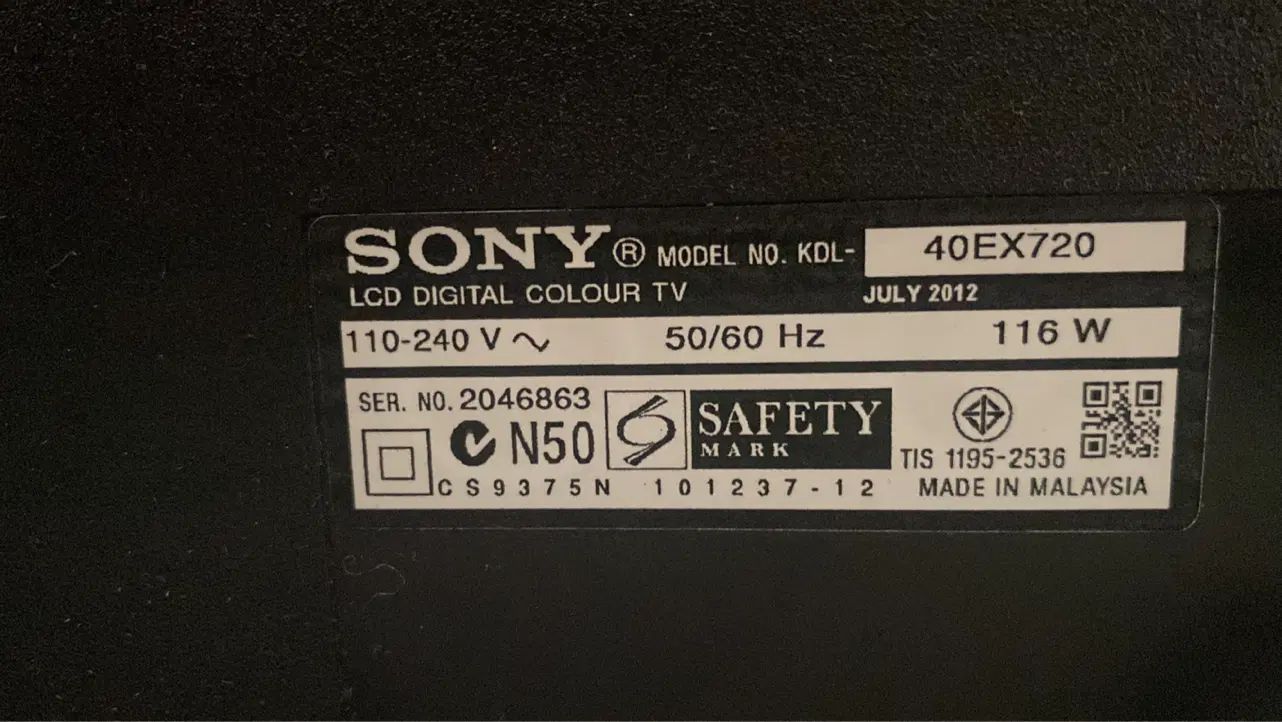 SONY® MODEL NO. KDL- 40EX720
LCD DIGITAL COLOUR TV JULY 2012
110-240 V ~ 50/60 Hz 116 W
SER. NO. 2046863
N50
SAFETY
MARK
TIS 1195-2536
CS9375N 101237-12 MADE IN MALAYSIA